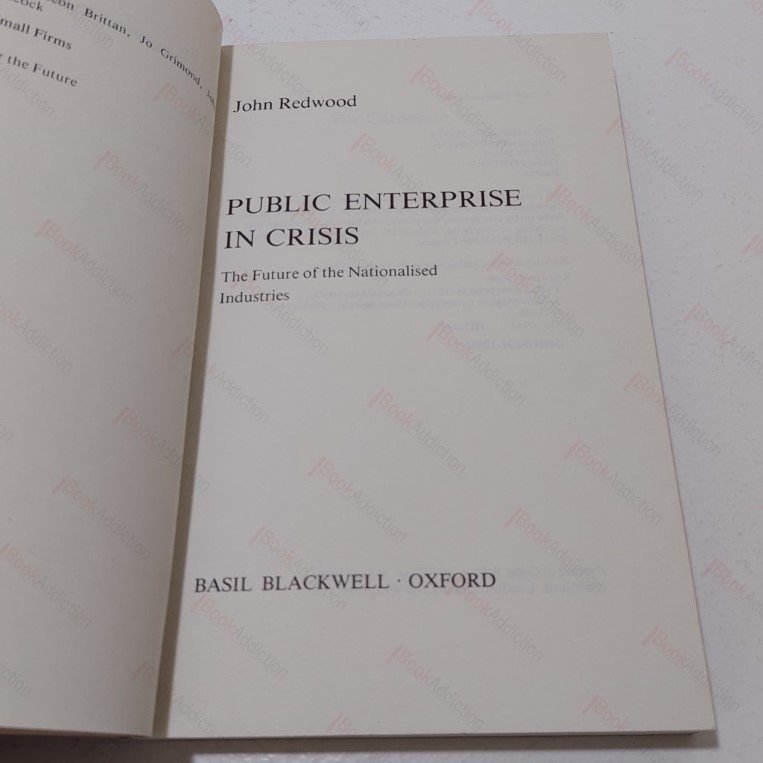 Brittan, Jo Grimond,
mall Firms
the Future
John Redwood
PUBLIC ENTERPRISE
IN CRISIS
The Future of the Nationalised
Industries
BASIL BLACKWELL · OXFORD
BookAddiction